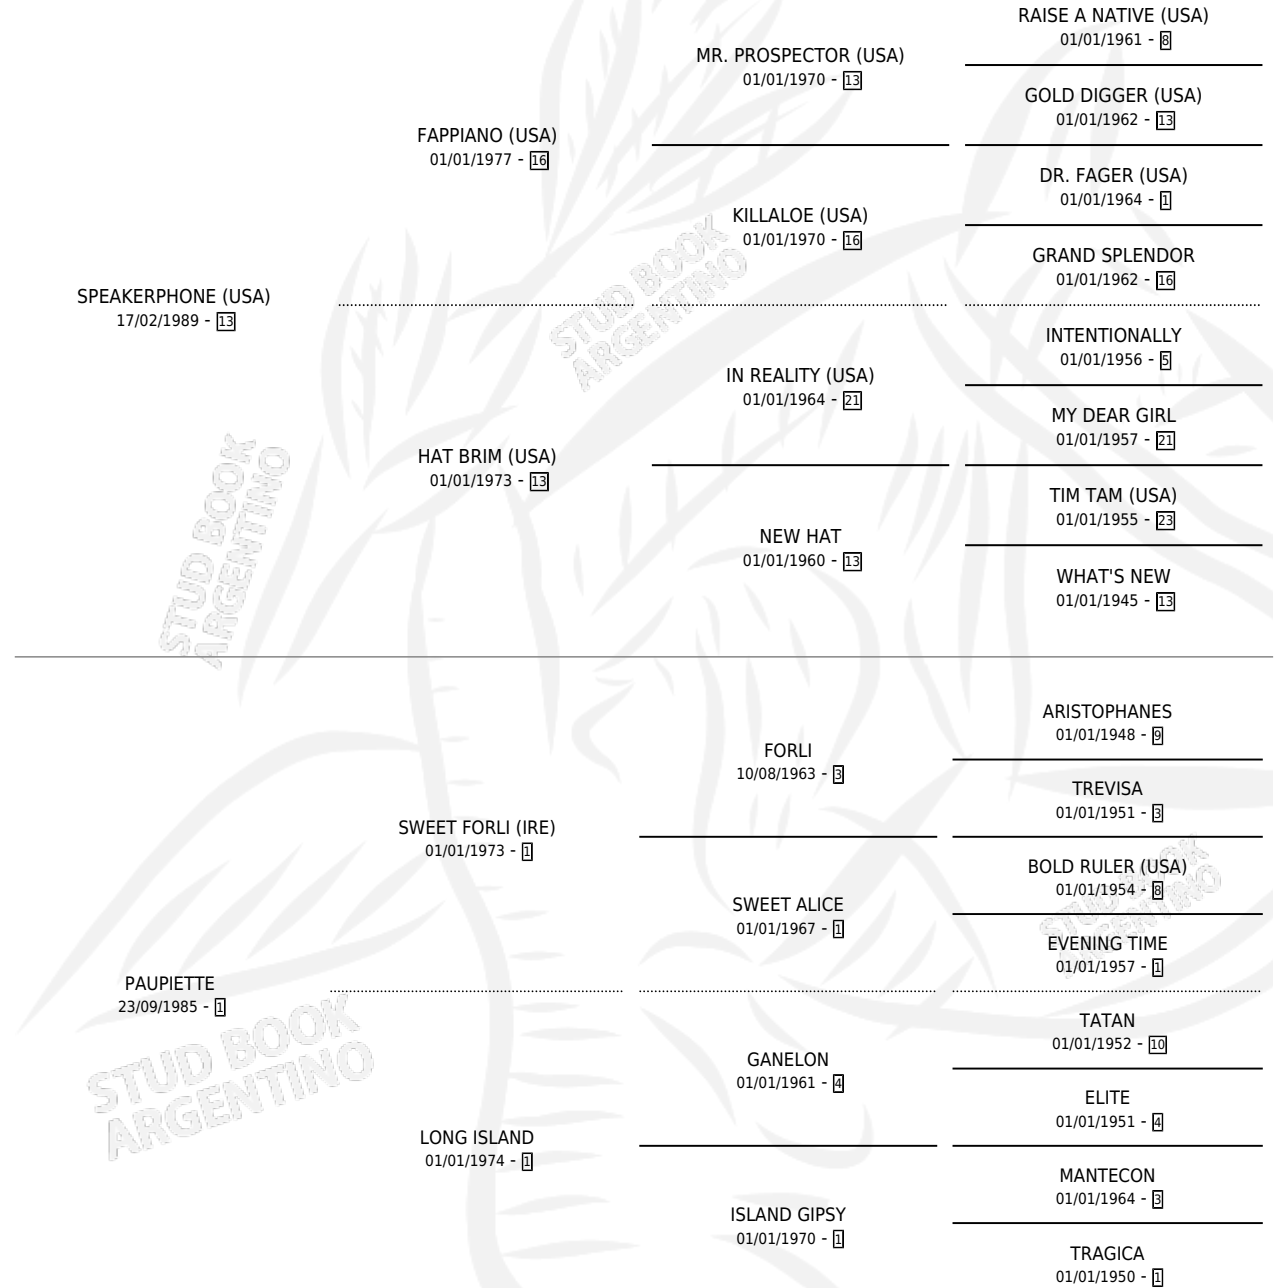 RAISE A NATIVE (USA)
01/01/1961 - 8
MR. PROSPECTOR (USA)
01/01/1970 - 13
GOLD DIGGER (USA)
01/01/1962 - 13
FAPPIANO (USA)
01/01/1977 - 16
DR. FAGER (USA)
01/01/1964 - 1
KILLALOE (USA)
01/01/1970 - 16
GRAND SPLENDOR
01/01/1962 - 16
SPEAKERPHONE (USA)
17/02/1989 - 13
INTENTIONALLY
01/01/1956 - 5
IN REALITY (USA)
01/01/1964 - 21
MY DEAR GIRL
01/01/1957 - 21
HAT BRIM (USA)
01/01/1973 - 13
TIM TAM (USA)
01/01/1955 - 23
NEW HAT
01/01/1960 - 13
WHAT'S NEW
01/01/1945 - 13
ARISTOPHANES
01/01/1948 - 9
FORLI
10/08/1963 - 3
TREVISA
01/01/1951 - 3
SWEET FORLI (IRE)
01/01/1973 - 1
BOLD RULER (USA)
01/01/1954 - 8
SWEET ALICE
01/01/1967 - 1
EVENING TIME
01/01/1957 - 1
PAUPIETTE
23/09/1985 - 1
TATAN
01/01/1952 - 10
GANELON
01/01/1961 - 4
ELITE
01/01/1951 - 4
LONG ISLAND
01/01/1974 - 1
MANTECON
01/01/1964 - 3
ISLAND GIPSY
01/01/1970 - 1
TRAGICA
01/01/1950 - 1
STUD BOOK
ARGENTINO
STUD BOOK
ARGENTINO
STUD BOOK
ARGENTINO
STUD BOOK
ARGENTINO